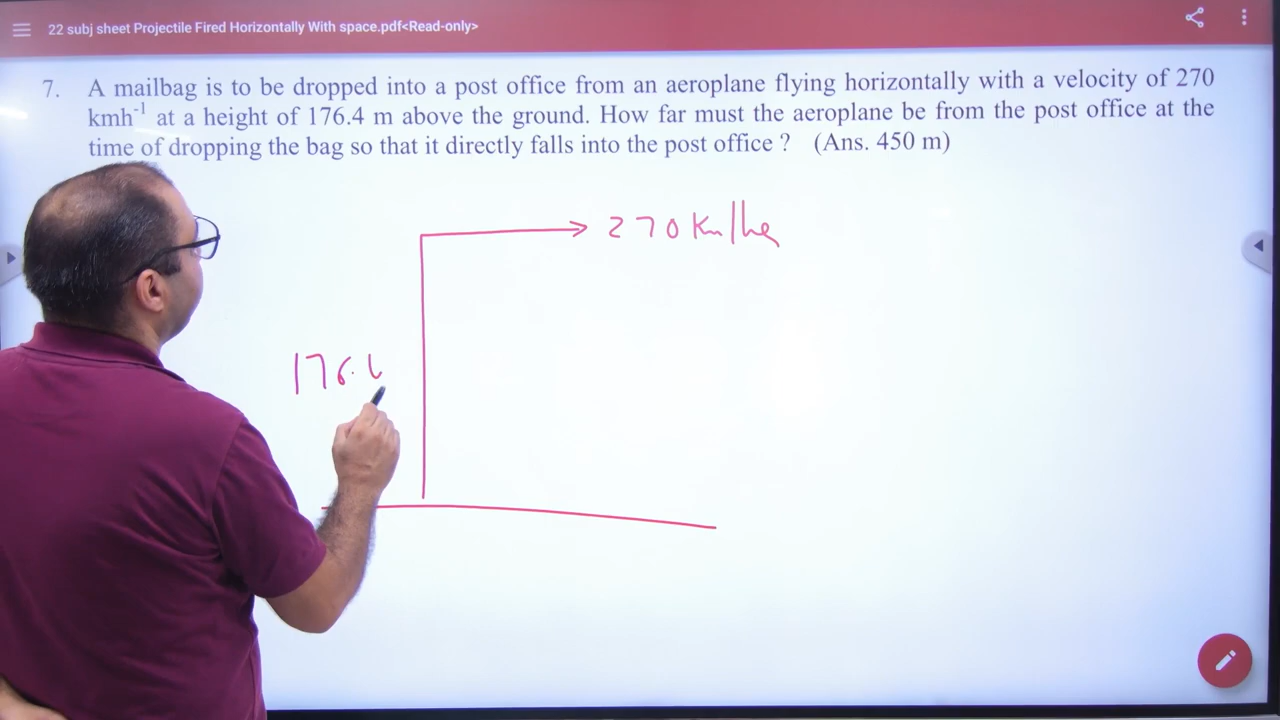 22 subj sheet Projectile Fired Horizontally With space.pdf<Read-only>
7. A mailbag is to be dropped into a post office from an aeroplane flying horizontally with a velocity of 270
kmh-1 at a height of 176.4 m above the ground. How far must the aeroplane be from the post office at the
time of dropping the bag so that it directly falls into the post office ? (Ans. 450 m)
270 Km/hr
176.